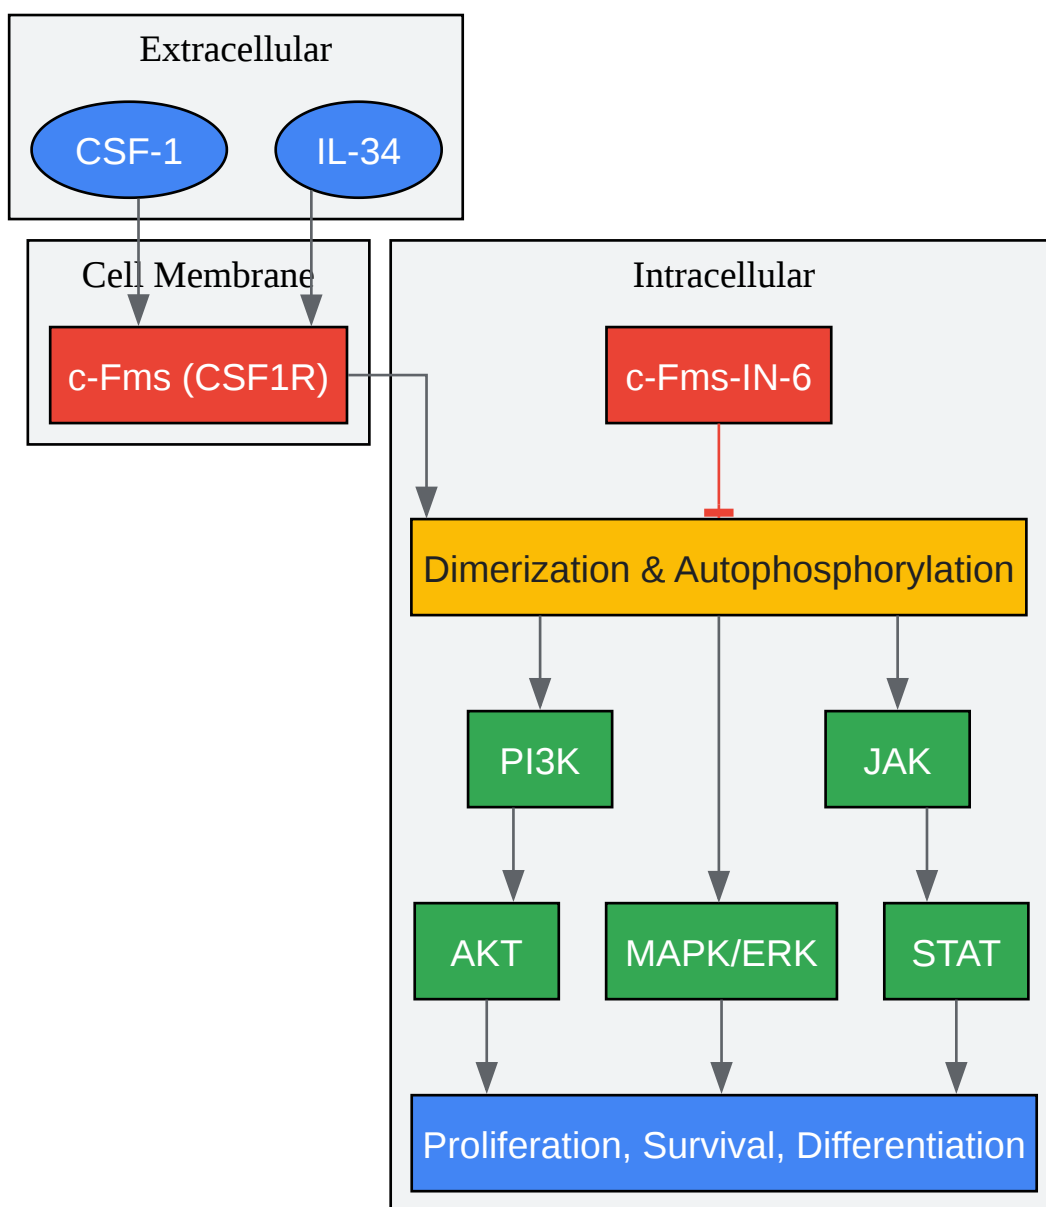 Extracellular
CSF-1
IL-34
Cell Membrane
Intracellular
c-Fms (CSF1R)
c-Fms-IN-6
Dimerization & Autophosphorylation
PI3K
JAK
AKT
MAPK/ERK
STAT
Proliferation, Survival, Differentiation